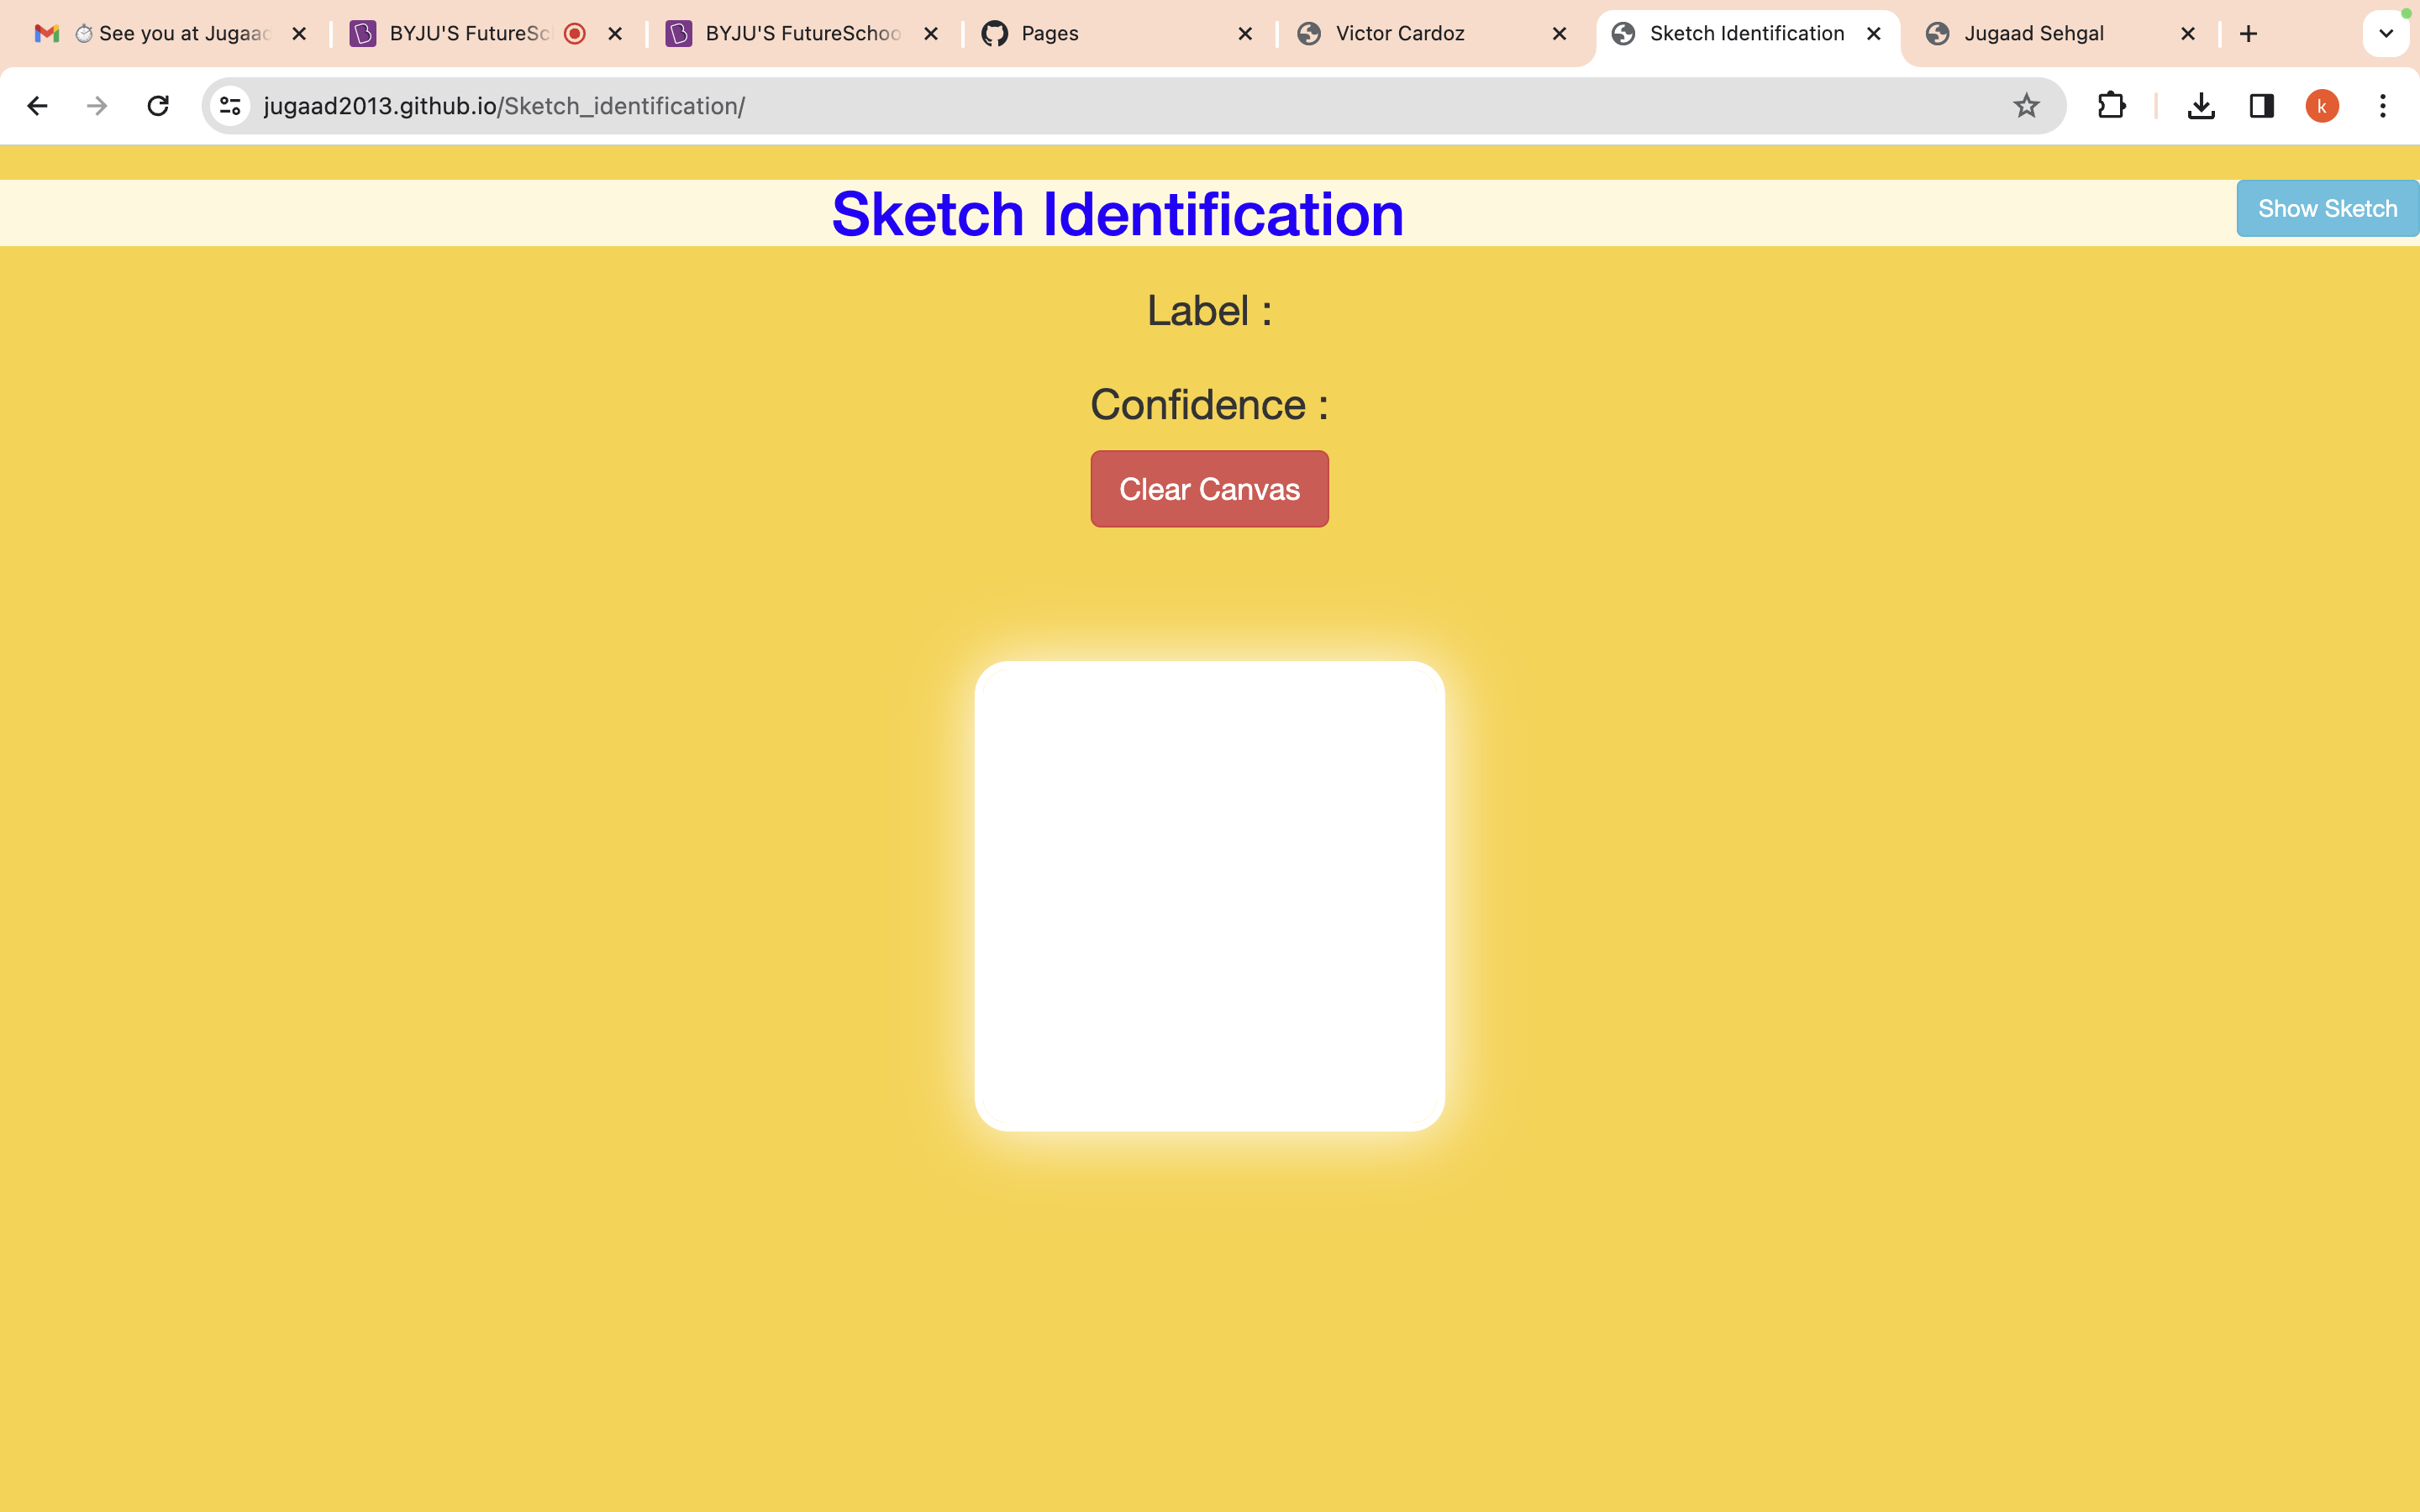 See you at Jugaad
BYJU'S FutureSc
BYJU'S FutureSchoo
Pages
Victor Cardoz
Sketch Identification
Jugaad Sehgal
jugaad2013.github.io/Sketch_identification/
k
Sketch Identification
Show Sketch
Label :
Confidence :
Clear Canvas